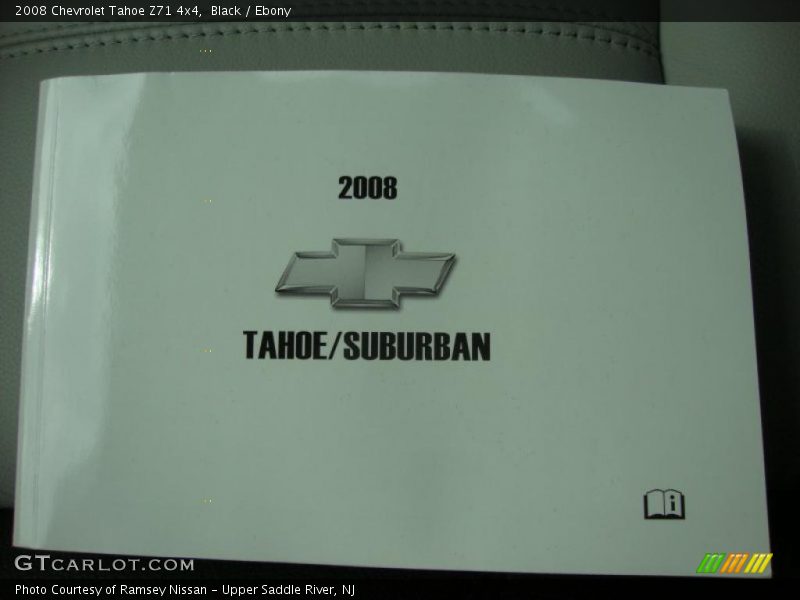 2008 Chevrolet Tahoe Z71 4x4, Black / Ebony
2008
TAHOE/SUBURBAN
i
GTCARLOT.COM
Photo Courtesy of Ramsey Nissan - Upper Saddle River, NJ